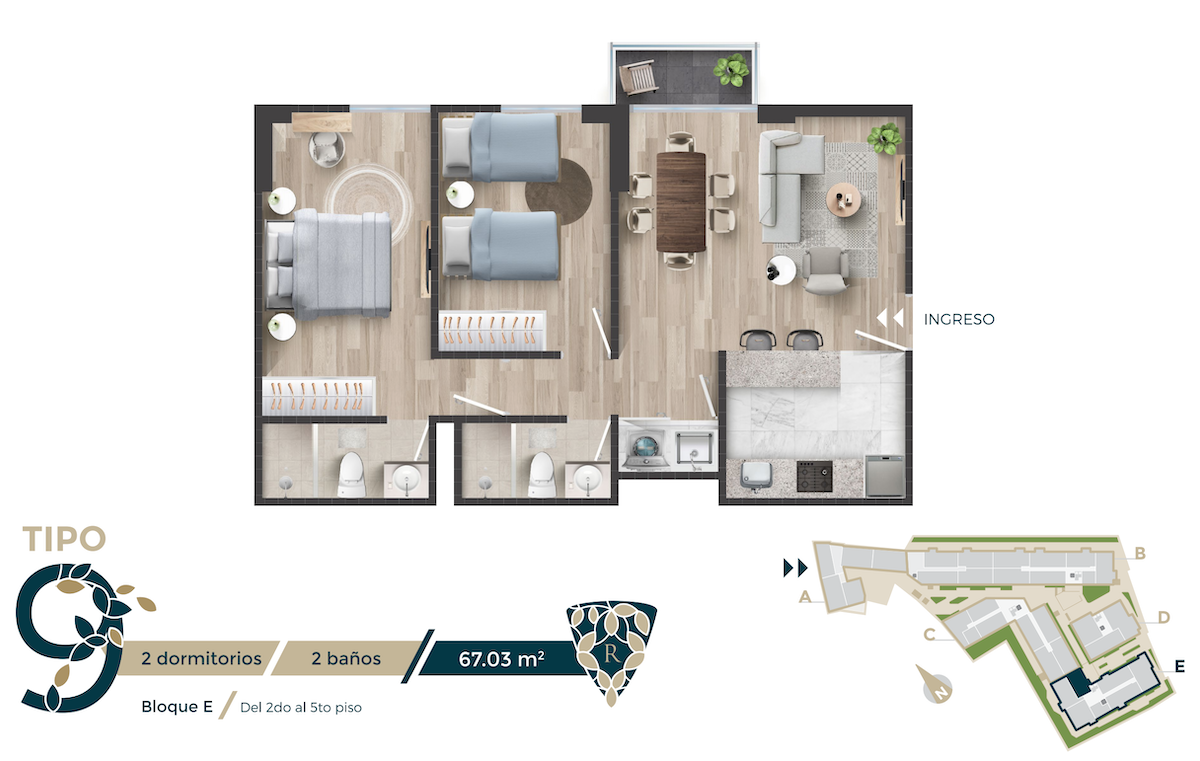 INGRESO
TIPO
9
2 dormitorios
2 baños
67.03 m²
R
Bloque E
Del 2do al 5to piso
A
B
C
D
E
N